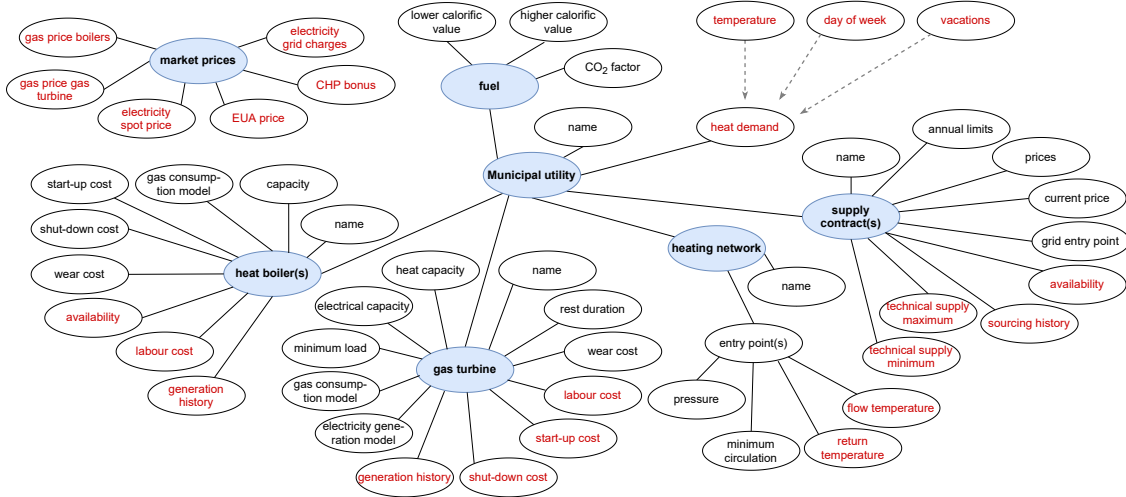 lower calorific
value
higher calorific
value
temperature
day of week
vacations
gas price boilers
electricity
grid charges
market prices
CO2 factor
fuel
gas price gas
turbine
CHP bonus
electricity
spot price
EUA price
name
heat demand
annual limits
name
prices
Municipal utility
start-up cost
gas consump-
tion model
capacity
current price
supply
contract(s)
name
shut-down cost
grid entry point
heating network
wear cost
heat boiler(s)
heat capacity
name
name
availability
electrical capacity
rest duration
availability
technical supply
maximum
sourcing history
labour cost
minimum load
wear cost
entry point(s)
technical supply
minimum
gas turbine
generation
history
gas consump-
tion model
labour cost
pressure
flow temperature
electricity gene-
ration model
start-up cost
minimum
circulation
return
temperature
generation history
shut-down cost